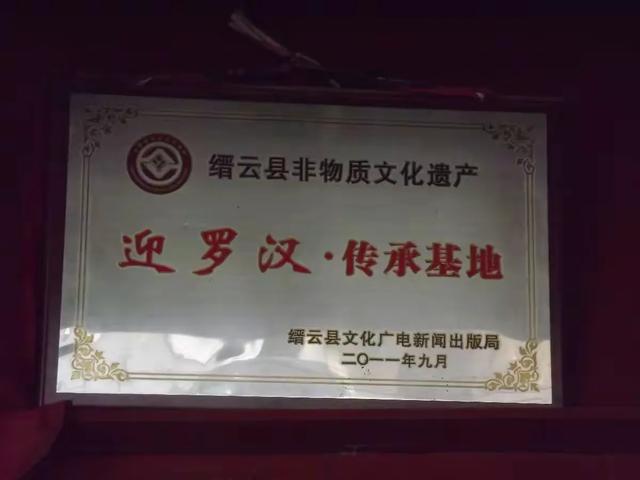 缙云县非物质文化遗产
迎罗汉·传承基地
缙云县文化广电新闻出版局
二〇一一年九月